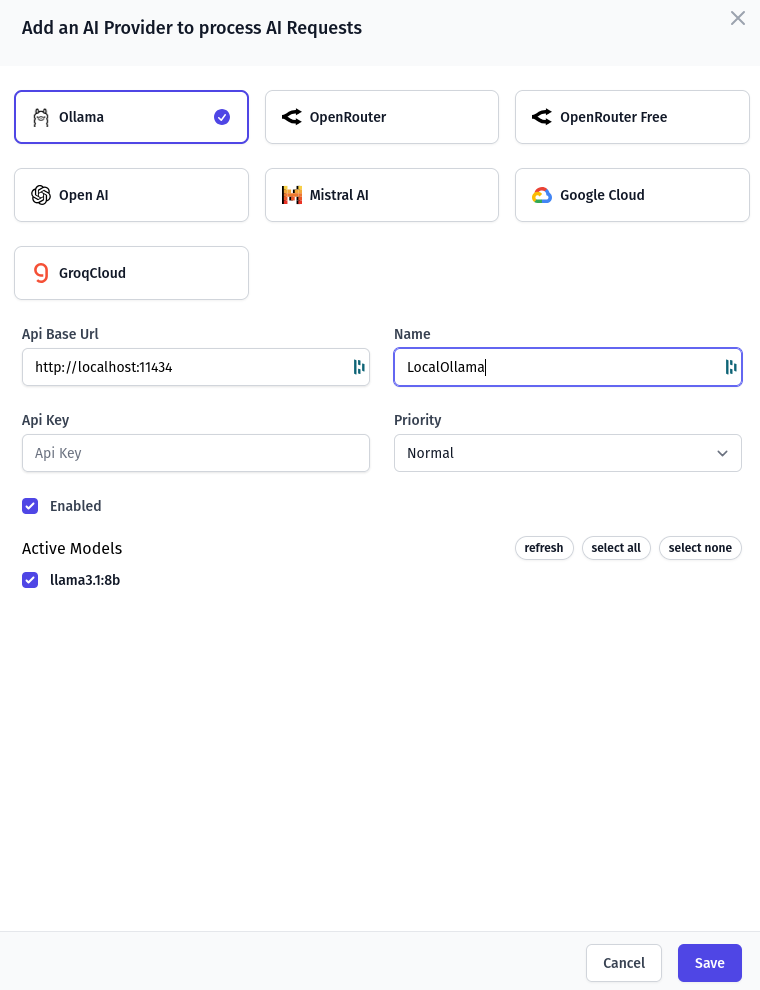 Add an AI Provider to process AI Requests
Ollama
OpenRouter
OpenRouter Free
Open AI
Mistral AI
Google Cloud
GroqCloud
Api Base Url
Name
http://localhost:11434
LocalOllama
Api Key
Priority
Api Key
Normal
Enabled
Active Models
refresh
select all
select none
llama3.1:8b
Cancel
Save